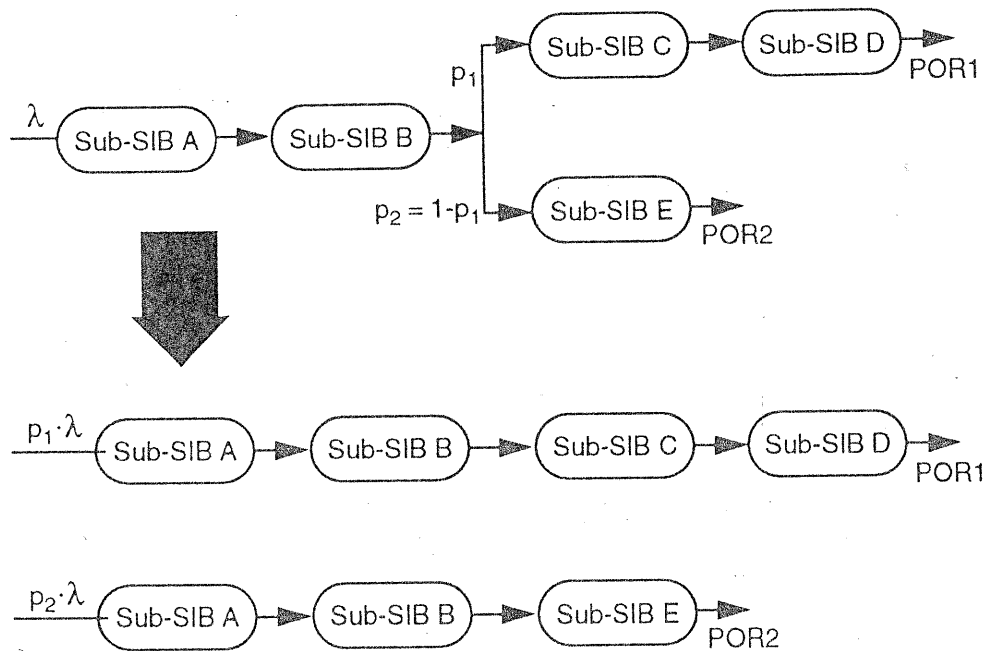 Sub-SIB C
Sub-SIB D
POR1
p₁
λ
Sub-SIB A
Sub-SIB B
p₂ = 1-p₁
Sub-SIB E
POR2
p₁·λ
Sub-SIB A
Sub-SIB B
Sub-SIB C
Sub-SIB D
POR1
p₂·λ
Sub-SIB A
Sub-SIB B
Sub-SIB E
POR2